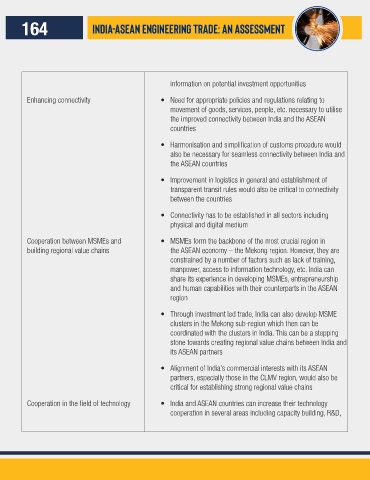 164
INDIA-ASEAN ENGINEERING TRADE: AN ASSESSMENT
information on potential investment opportunities
Enhancing connectivity
• Need for appropriate policies and regulations relating to
movement of goods, services, people, etc. necessary to utilise
the improved connectivity between India and the ASEAN
countries
• Harmonisation and simplification of customs procedure would
also be necessary for seamless connectivity between India and
the ASEAN countries
• Improvement in logistics in general and establishment of
transparent transit rules would also be critical to connectivity
between the countries
• Connectivity has to be established in all sectors including
physical and digital medium
Cooperation between MSMEs and
building regional value chains
• MSMEs form the backbone of the most crucial region in
the ASEAN economy – the Mekong region. However, they are
constrained by a number of factors such as lack of training,
manpower, access to information technology, etc. India can
share its experience in developing MSMEs, entrepreneurship
and human capabilities with their counterparts in the ASEAN
region
• Through investment led trade, India can also develop MSME
clusters in the Mekong sub-region which then can be
coordinated with the clusters in India. This can be a stepping
stone towards creating regional value chains between India and
its ASEAN partners
• Alignment of India's commercial interests with its ASEAN
partners, especially those in the CLMV region, would also be
critical for establishing strong regional value chains
Cooperation in the field of technology
• India and ASEAN countries can increase their technology
cooperation in several areas including capacity building, R&D,